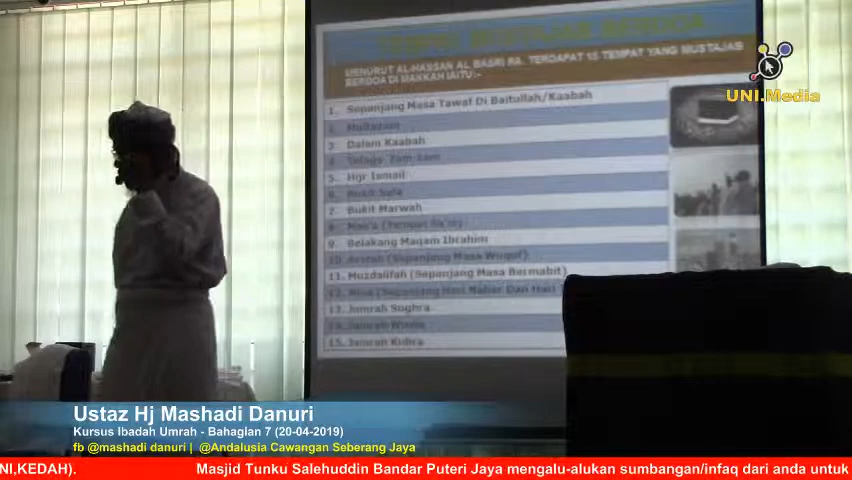 TEMPAT MUSTAJAB BERDOA
MENURUT AL-HASSAN AL BASRI RA. TERDAPAT 15 TEMPAT YANG MUSTAJAB
BERDOA DI MAKKAH IAITU:-
1. Sepanjang Masa Tawaf Di Baitullah/Kaabah
2. Multazam
3. Dalam Kaabah
4. Telaga Zam-zam
5. Hijr Ismail
6. Bukit Safa
7. Bukit Marwah
8. Mas'a (Tempat Sa'ie)
9. Belakang Maqam Ibrahim
10. Arafah (Sepanjang Masa Wuquf)
11. Muzdalifah (Sepanjang Masa Bermabit)
12. Mina (Sepanjang Hari Nahar Dan Hari
13. Jumrah Sughra
14. Jumrah Wusta
15. Jumrah Kubra
UNI.Media
Ustaz Hj Mashadi Danuri
Kursus Ibadah Umrah - Bahagian 7 (20-04-2019)
fb @mashadi danuri | @Andalusia Cawangan Seberang Jaya
NI,KEDAH). Masjid Tunku Salehuddin Bandar Puteri Jaya mengalu-alukan sumbangan/infaq dari anda untuk